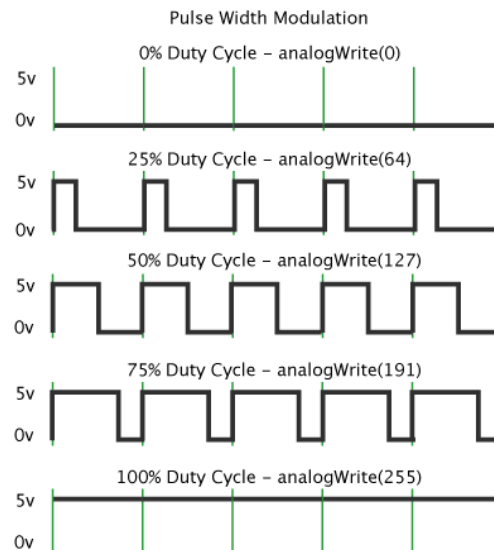 Pulse Width Modulation
0% Duty Cycle – analogWrite(0)
5v
0v
25% Duty Cycle – analogWrite(64)
5v
0v
50% Duty Cycle – analogWrite(127)
5v
0v
75% Duty Cycle – analogWrite(191)
5v
0v
100% Duty Cycle – analogWrite(255)
5v
0v